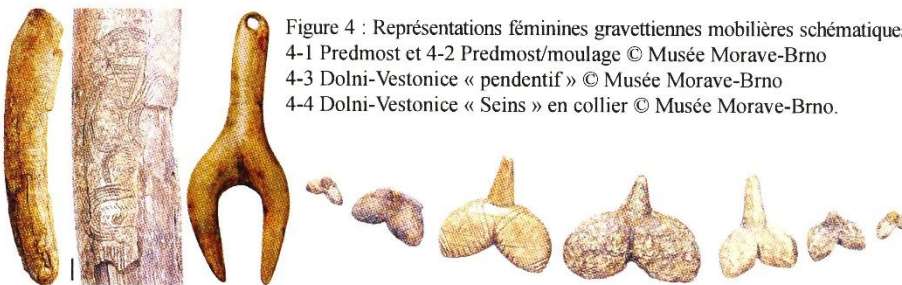 Figure 4 : Représentations féminines gravettiennes mobilières schématiques
4-1 Predmost et 4-2 Predmost/moulage © Musée Morave-Brno
4-3 Dolni-Vestonice « pendentif » © Musée Morave-Brno
4-4 Dolni-Vestonice « Seins » en collier © Musée Morave-Brno.